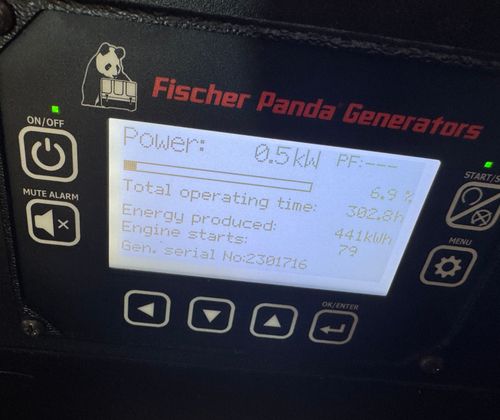 Fischer Panda® Generators
ON/OFF
MUTE ALARM
Power: 0.5kW PF:---
6.9 %
Total operating time: 302.8h
Energy produced: 441kWh
Engine starts: 79
Gen. serial No:2301716
START/S
MENU
OK/ENTER